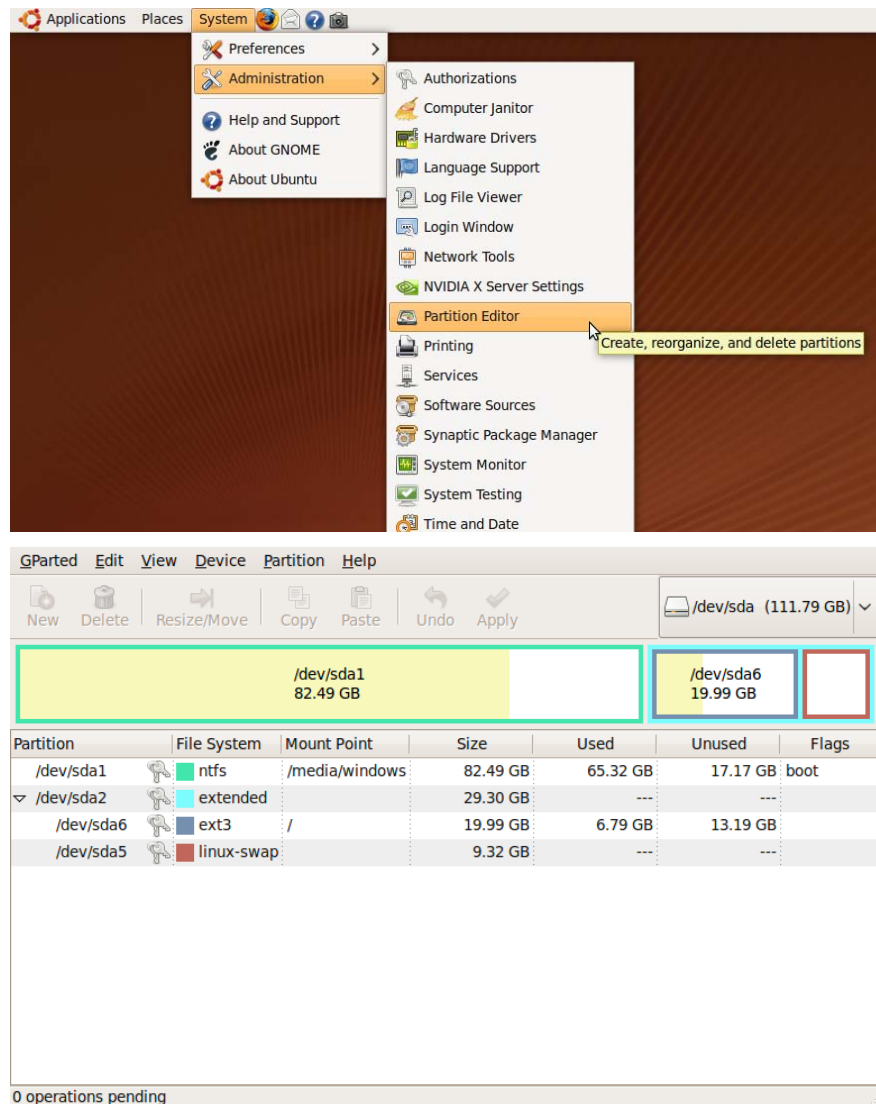 Applications Places System
Preferences
Administration
Help and Support
About GNOME
About Ubuntu
Authorizations
Computer Janitor
Hardware Drivers
Language Support
Log File Viewer
Login Window
Network Tools
NVIDIA X Server Settings
Partition Editor
Create, reorganize, and delete partitions
Printing
Services
Software Sources
Synaptic Package Manager
System Monitor
System Testing
Time and Date
GParted Edit View Device Partition Help
New Delete Resize/Move Copy Paste Undo Apply /dev/sda (111.79 GB)
/dev/sda1 /dev/sda6
82.49 GB 19.99 GB
Partition File System Mount Point Size Used Unused Flags
/dev/sda1 ntfs /media/windows 82.49 GB 65.32 GB 17.17 GB boot
/dev/sda2 extended 29.30 GB --- ---
/dev/sda6 ext3 / 19.99 GB 6.79 GB 13.19 GB
/dev/sda5 linux-swap 9.32 GB --- ---
0 operations pending